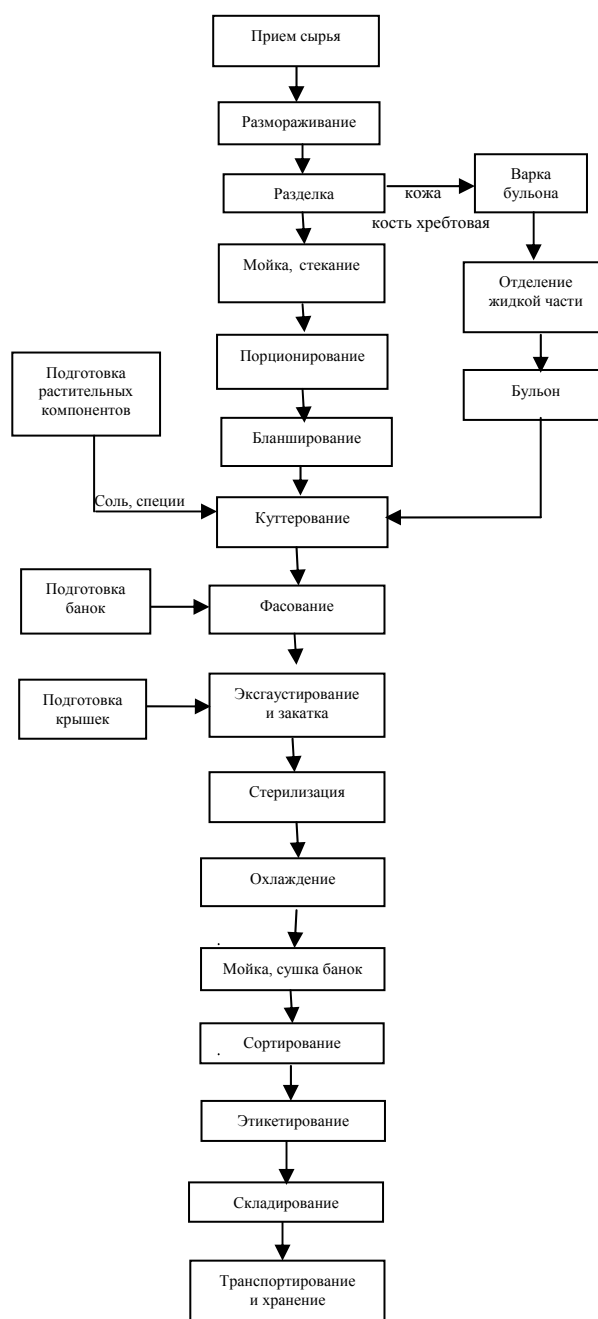 Прием сырья
Размораживание
Разделка
кожа
кость хребтовая
Варка
бульона
Мойка, стекание
Отделение
жидкой части
Порционирование
Подготовка
растительных
компонентов
Бульон
Бланширование
Соль, специи
Куттерование
Подготовка
банок
Фасование
Подготовка
крышек
Эксгаустирование
и закатка
Стерилизация
Охлаждение
Мойка, сушка банок
Сортирование
Этикетирование
Складирование
Транспортирование
и хранение